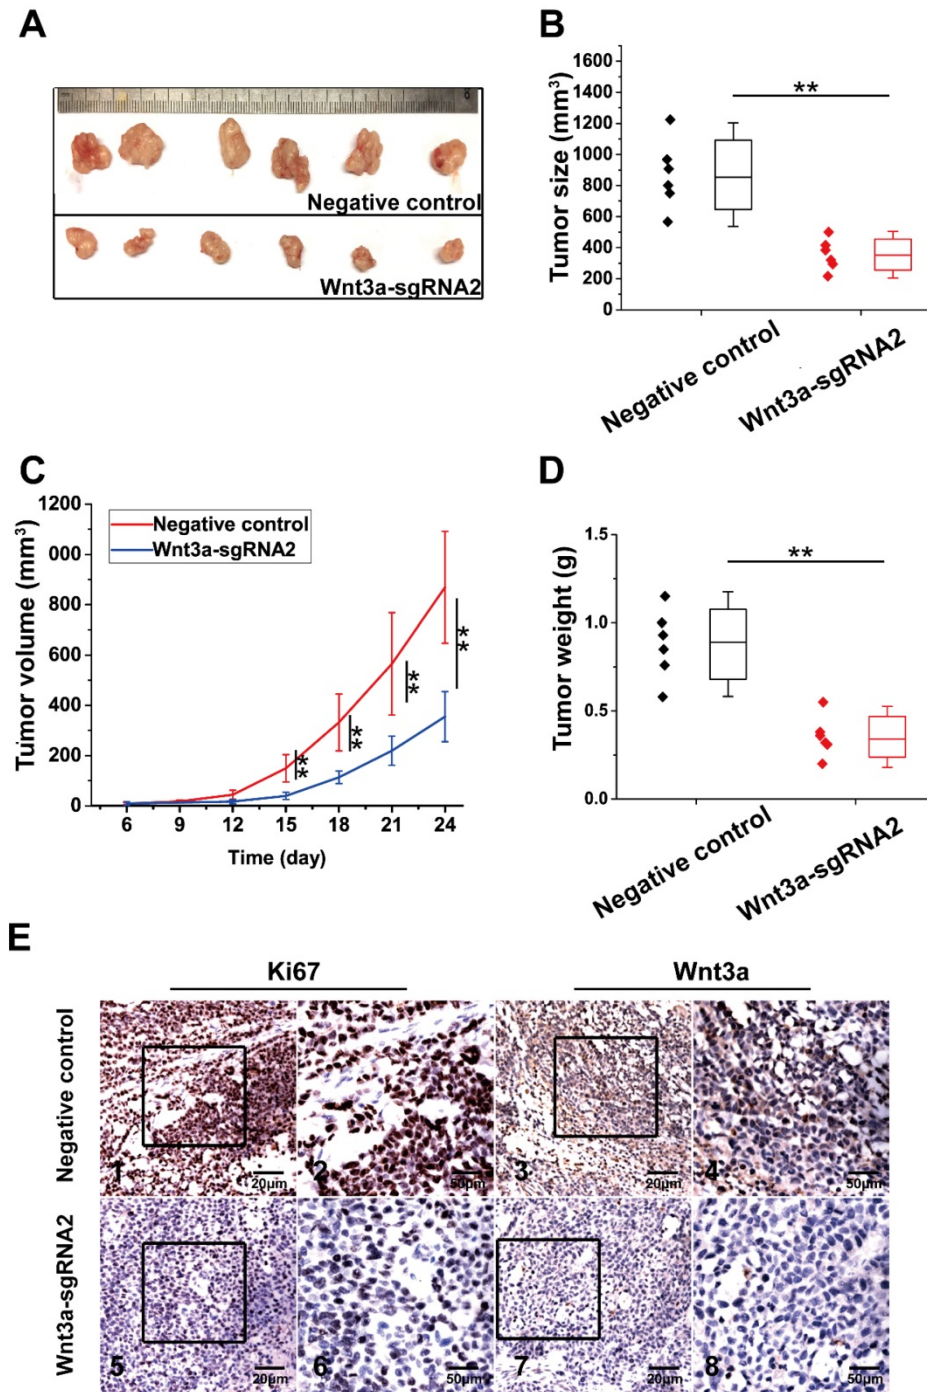 A
Negative control
Wnt3a-sgRNA2
B
Tumor size (mm³)
1600
1400
1200
1000
800
600
400
200
0
**
Negative control
Wnt3a-sgRNA2
C
Tumor volume (mm³)
1200
000
800
600
400
200
0
Negative control
Wnt3a-sgRNA2
**
**
**
**
6 9 12 15 18 21 24
Time (day)
D
Tumor weight (g)
1.5
1.0
0.5
0.0
**
Negative control
Wnt3a-sgRNA2
E
Ki67 Wnt3a
Negative control
1 20μm 2 50μm 3 20μm 4 50μm
Wnt3a-sgRNA2
5 20μm 6 50μm 7 20μm 8 50μm